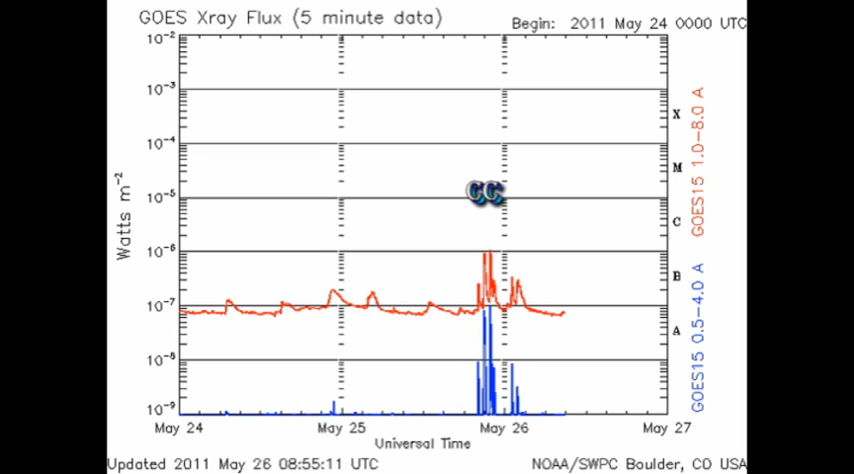 GOES Xray Flux (5 minute data)
Begin: 2011 May 24 0000 UTC
10⁻²
10⁻³
10⁻⁴
10⁻⁵
10⁻⁶
10⁻⁷
10⁻⁸
10⁻⁹
Watts m⁻²
CC
X
M
C
B
A
GOES15 1.0-8.0 A
GOES15 0.5-4.0 A
May 24
May 25
May 26
May 27
Universal Time
Updated 2011 May 26 08:55:11 UTC
NOAA/SWPC Boulder, CO USA